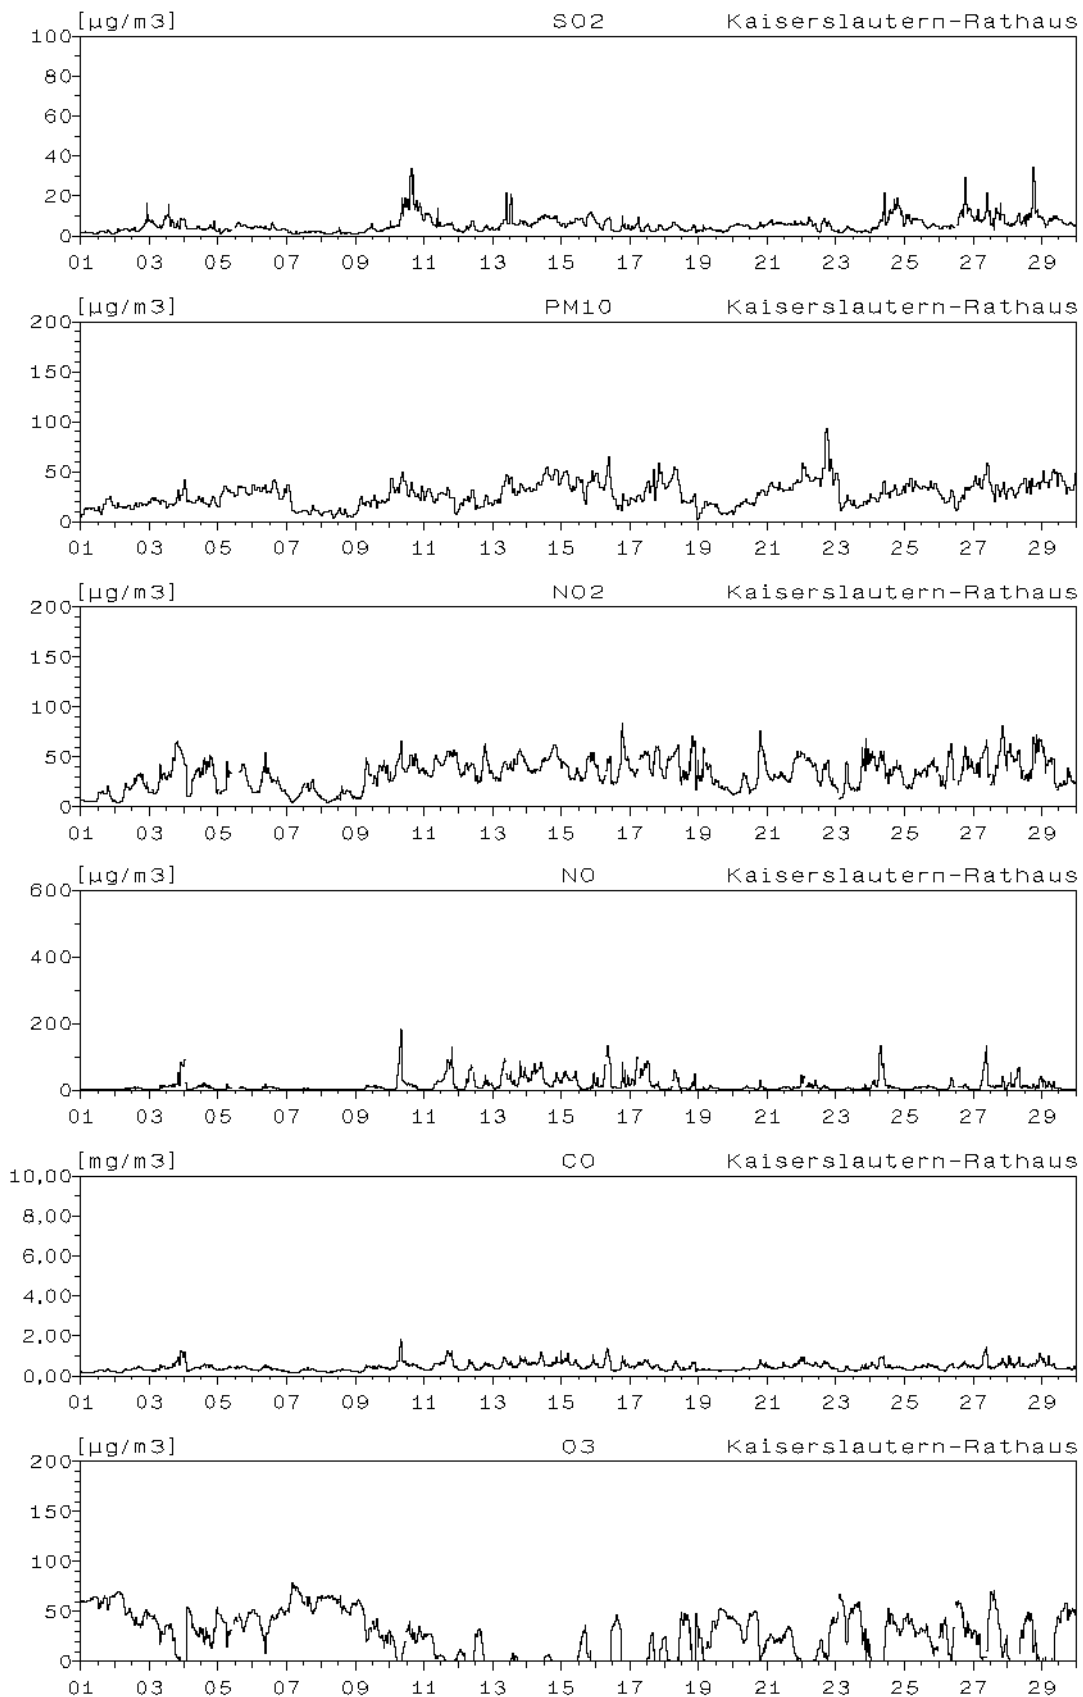 [µg/m3] SO2 Kaiserslautern-Rathaus
100
80
60
40
20
0
01 03 05 07 09 11 13 15 17 19 21 23 25 27 29
[µg/m3] PM10 Kaiserslautern-Rathaus
200
150
100
50
0
01 03 05 07 09 11 13 15 17 19 21 23 25 27 29
[µg/m3] NO2 Kaiserslautern-Rathaus
200
150
100
50
0
01 03 05 07 09 11 13 15 17 19 21 23 25 27 29
[µg/m3] NO Kaiserslautern-Rathaus
600
400
200
0
01 03 05 07 09 11 13 15 17 19 21 23 25 27 29
[mg/m3] CO Kaiserslautern-Rathaus
10,00
8,00
6,00
4,00
2,00
0,00
01 03 05 07 09 11 13 15 17 19 21 23 25 27 29
[µg/m3] O3 Kaiserslautern-Rathaus
200
150
100
50
0
01 03 05 07 09 11 13 15 17 19 21 23 25 27 29